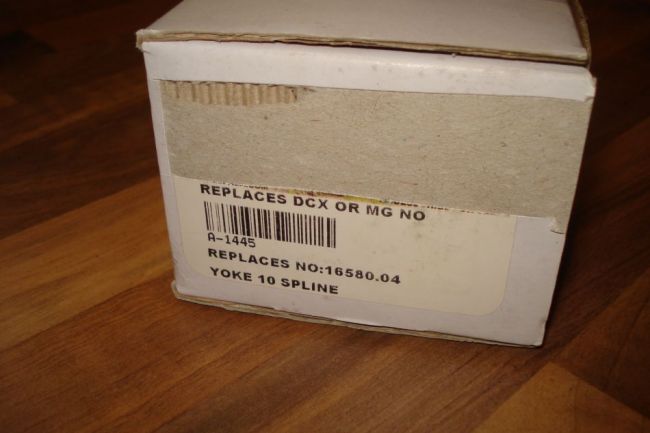 REPLACES DCX OR MG NO
A-1445
REPLACES NO:16580.04
YOKE 10 SPLINE